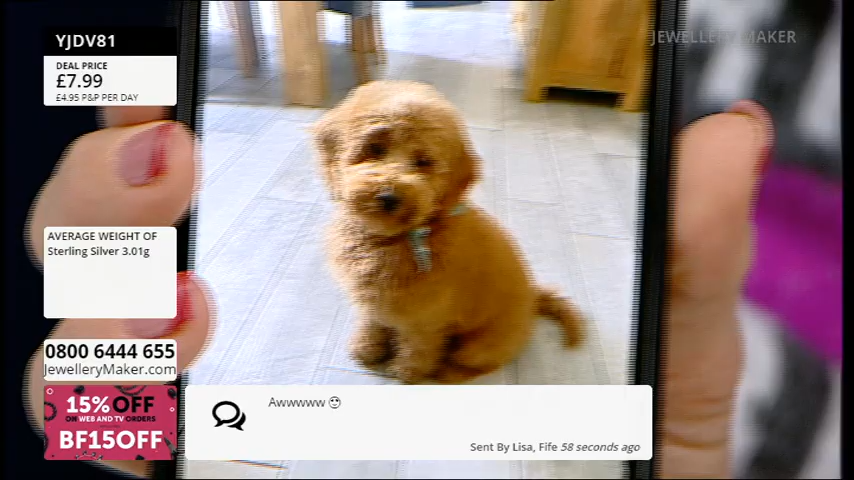 YJDV81
DEAL PRICE
£7.99
£4.95 P&P PER DAY
JEWELLERY MAKER
AVERAGE WEIGHT OF
Sterling Silver 3.01g
0800 6444 655
JewelleryMaker.com
15% OFF
ON WEB AND TV ORDERS
BF15OFF
Awwwww 🙂
Sent By Lisa, Fife 58 seconds ago